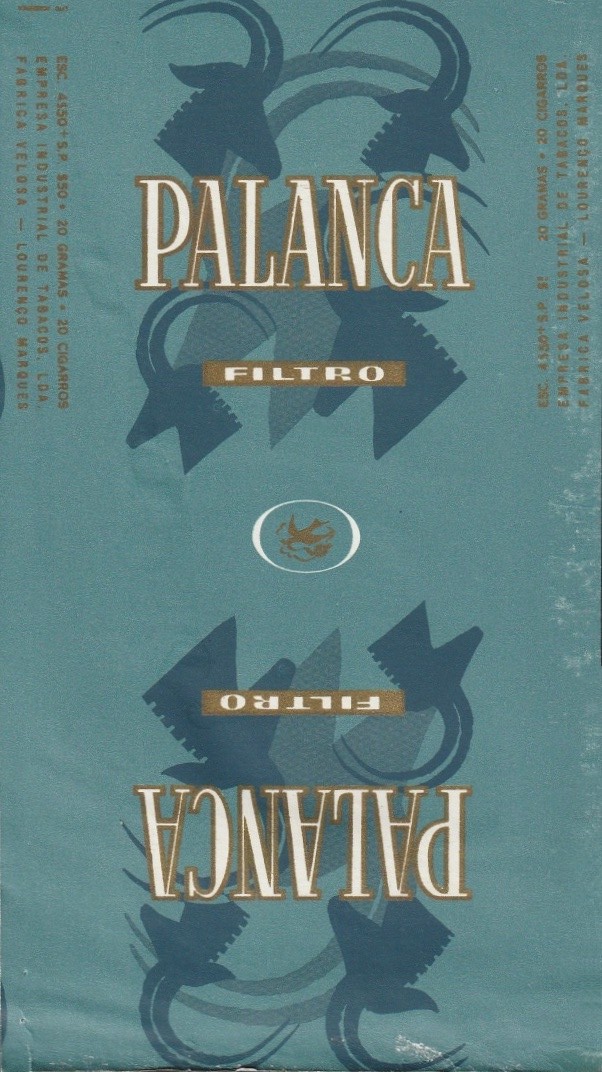 ESC. 4$50 + S.P. $50 • 20 GRAMAS • 20 CIGARROS
EMPRESA INDUSTRIAL DE TABACOS, LDA.
FABRICA VELOSA — LOURENÇO MARQUES
PALANCA
FILTRO
ESC. 4$50 + S.P. 20 GRAMAS • 20 CIGARROS
EMPRESA INDUSTRIAL DE TABACOS, LDA
FABRICA VELOSA — LOURENÇO MARQUES
FILTRO
PALANCA